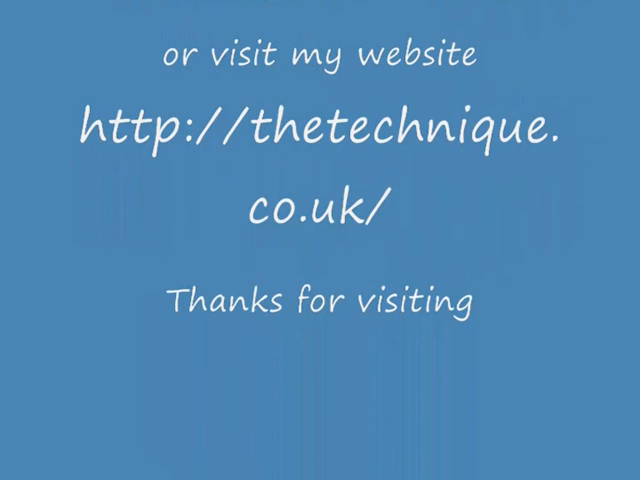 or visit my website
http://thetechnique.
co.uk/
Thanks for visiting